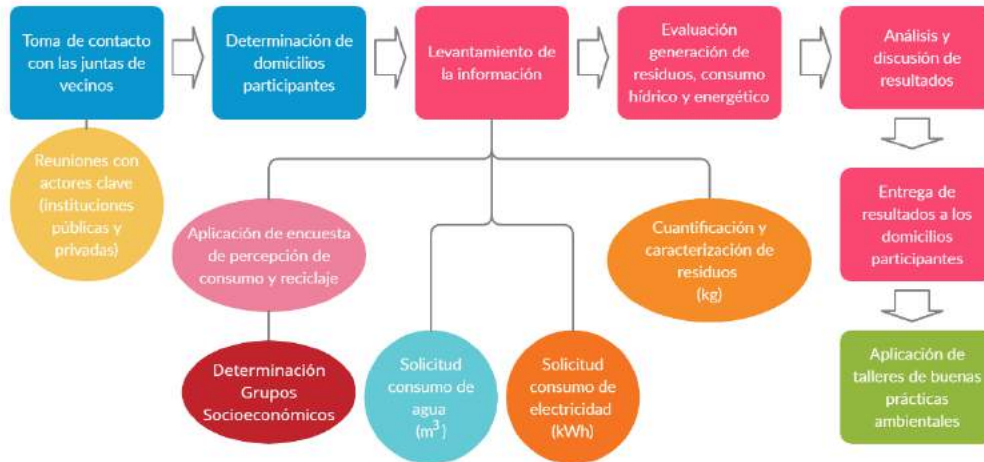 Toma de contacto
con las juntas de
vecinos
Determinación de
domicilios
participantes
Levantamiento de
la información
Evaluación
generación de
residuos, consumo
hídrico y energético
Análisis y
discusión de
resultados
Reuniones con
actores clave
(instituciones
públicas y
privadas)
Aplicación de encuesta
de percepción de
consumo y reciclaje
Cuantificación y
caracterización de
residuos
(kg)
Entrega de
resultados a los
domicilios
participantes
Determinación
Grupos
Socioeconómicos
Solicitud
consumo de
agua
(m³)
Solicitud
consumo de
electricidad
(kWh)
Aplicación de
talleres de buenas
prácticas
ambientales